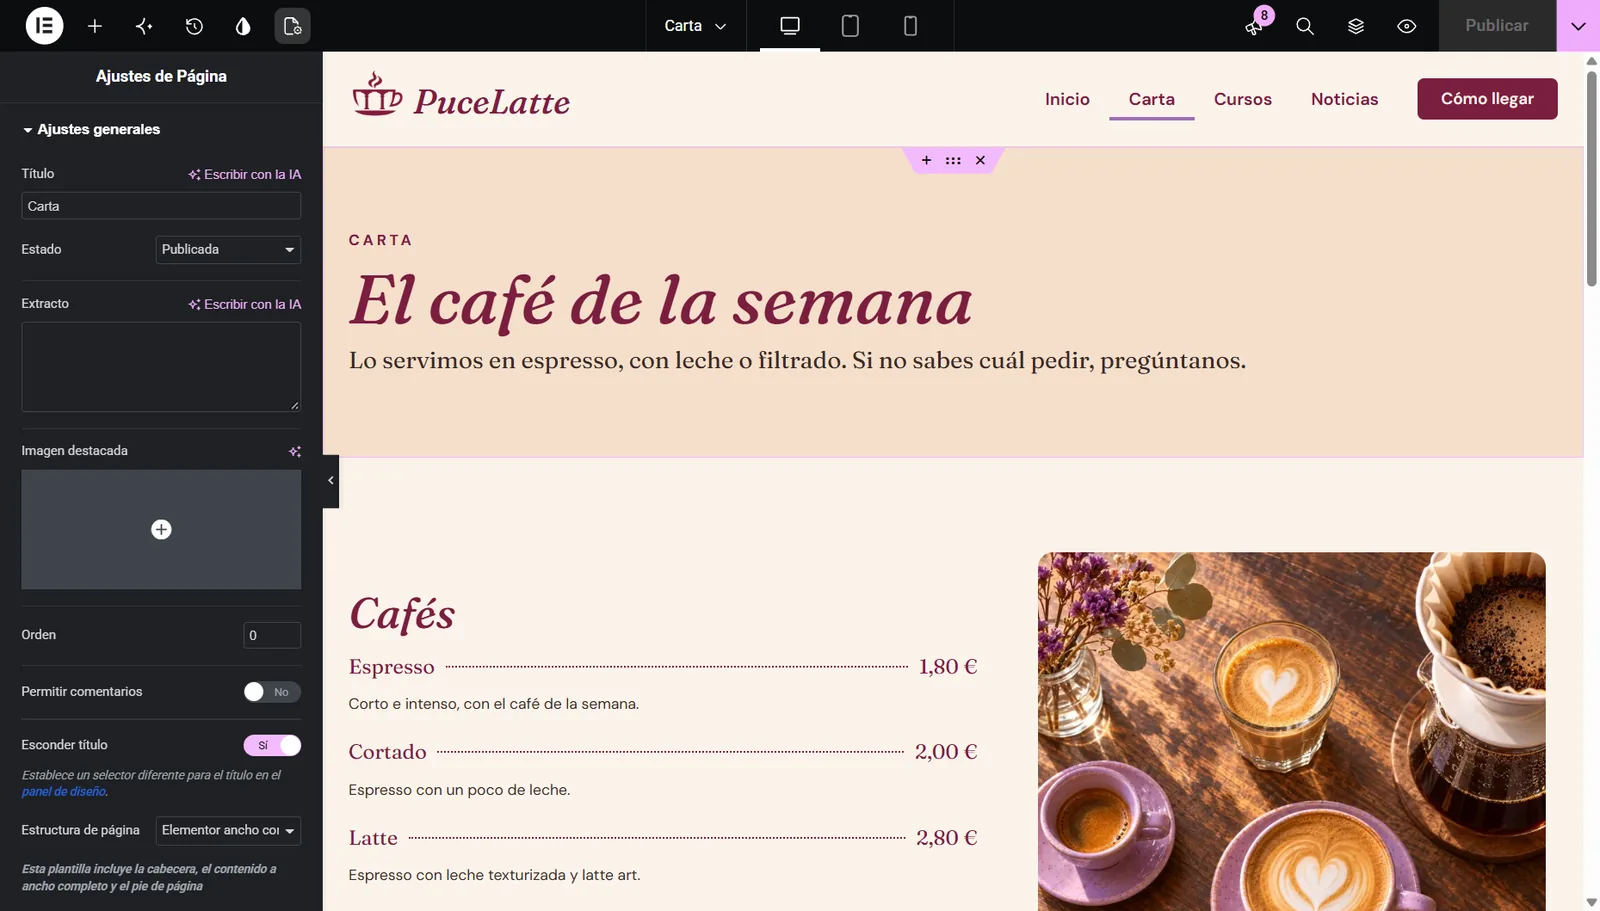 Carta
8
Publicar
Ajustes de Página
Ajustes generales
Título
Escribir con la IA
Carta
Estado
Publicada
Extracto
Escribir con la IA
Imagen destacada
Orden
0
Permitir comentarios
No
Esconder título
Sí
Establece un selector diferente para el título en el
panel de diseño.
Estructura de página
Elementor ancho co
Esta plantilla incluye la cabecera, el contenido a
ancho completo y el pie de página
PuceLatte
Inicio
Carta
Cursos
Noticias
Cómo llegar
CARTA
El café de la semana
Lo servimos en espresso, con leche o filtrado. Si no sabes cuál pedir, pregúntanos.
Cafés
Espresso 1,80 €
Corto e intenso, con el café de la semana.
Cortado 2,00 €
Espresso con un poco de leche.
Latte 2,80 €
Espresso con leche texturizada y latte art.